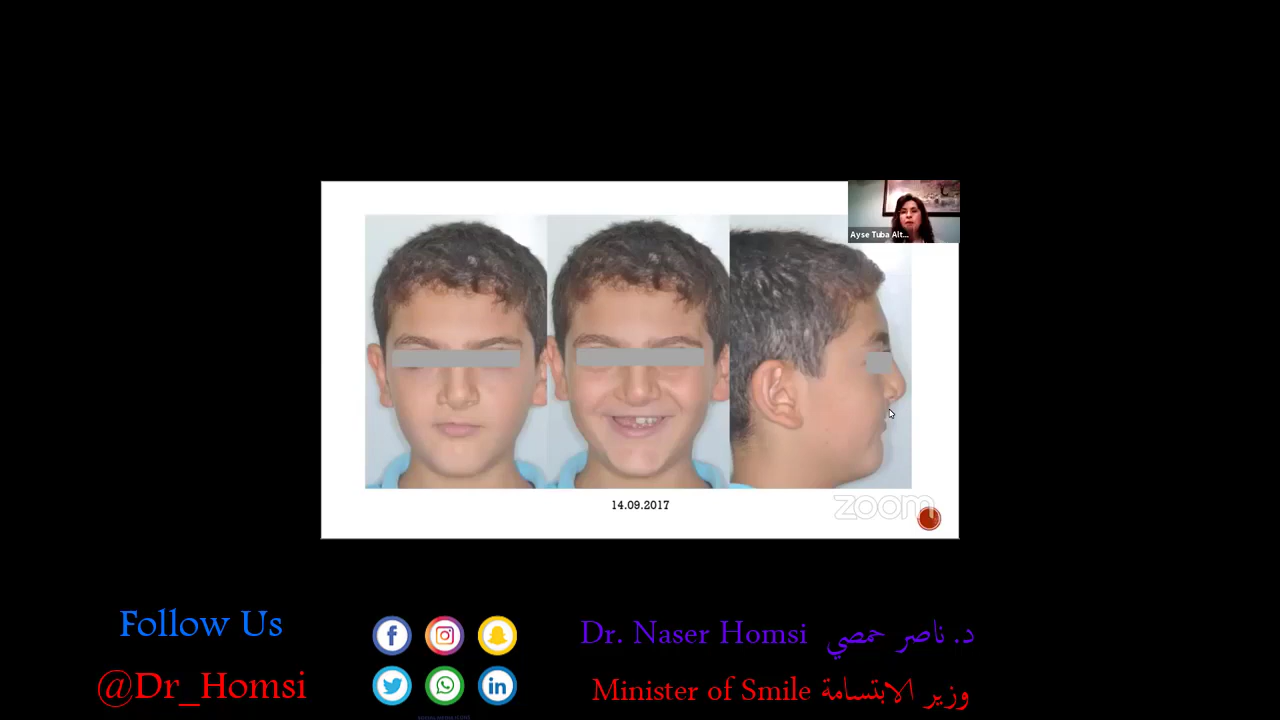 Ayse Tuba Alt...
14.09.2017
zoom
Follow Us
@Dr_Homsi
Dr. Naser Homsi د. ناصر حمصي
Minister of Smile وزير الابتسامة